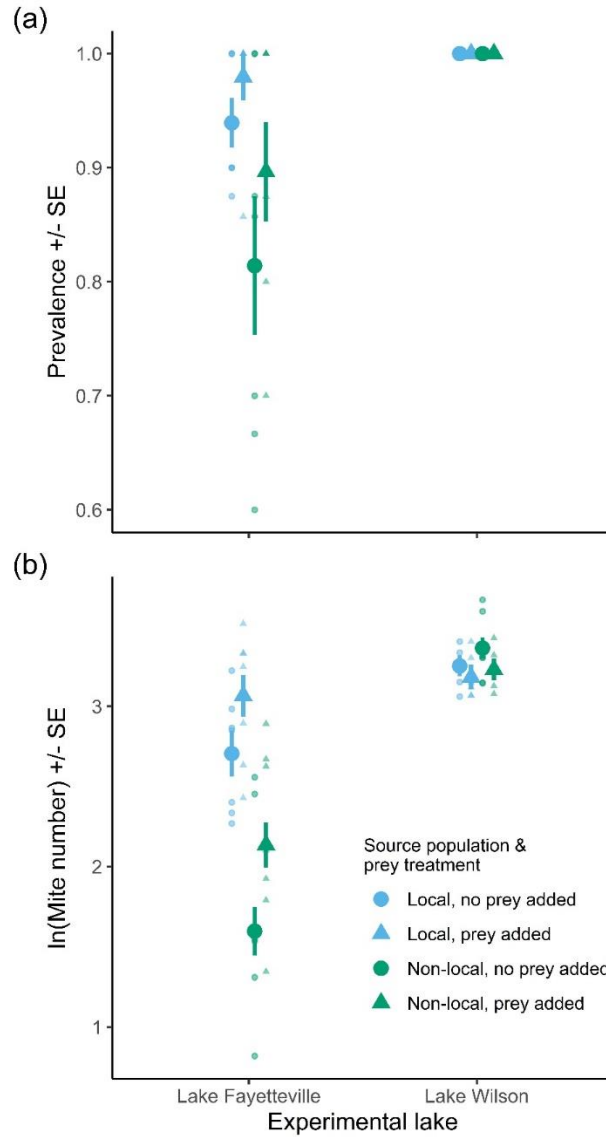 (a)
1.0
0.9
0.8
0.7
0.6
Prevalence +/- SE
(b)
3
2
1
ln(Mite number) +/- SE
Source population &
prey treatment
Local, no prey added
Local, prey added
Non-local, no prey added
Non-local, prey added
Lake Fayetteville
Lake Wilson
Experimental lake